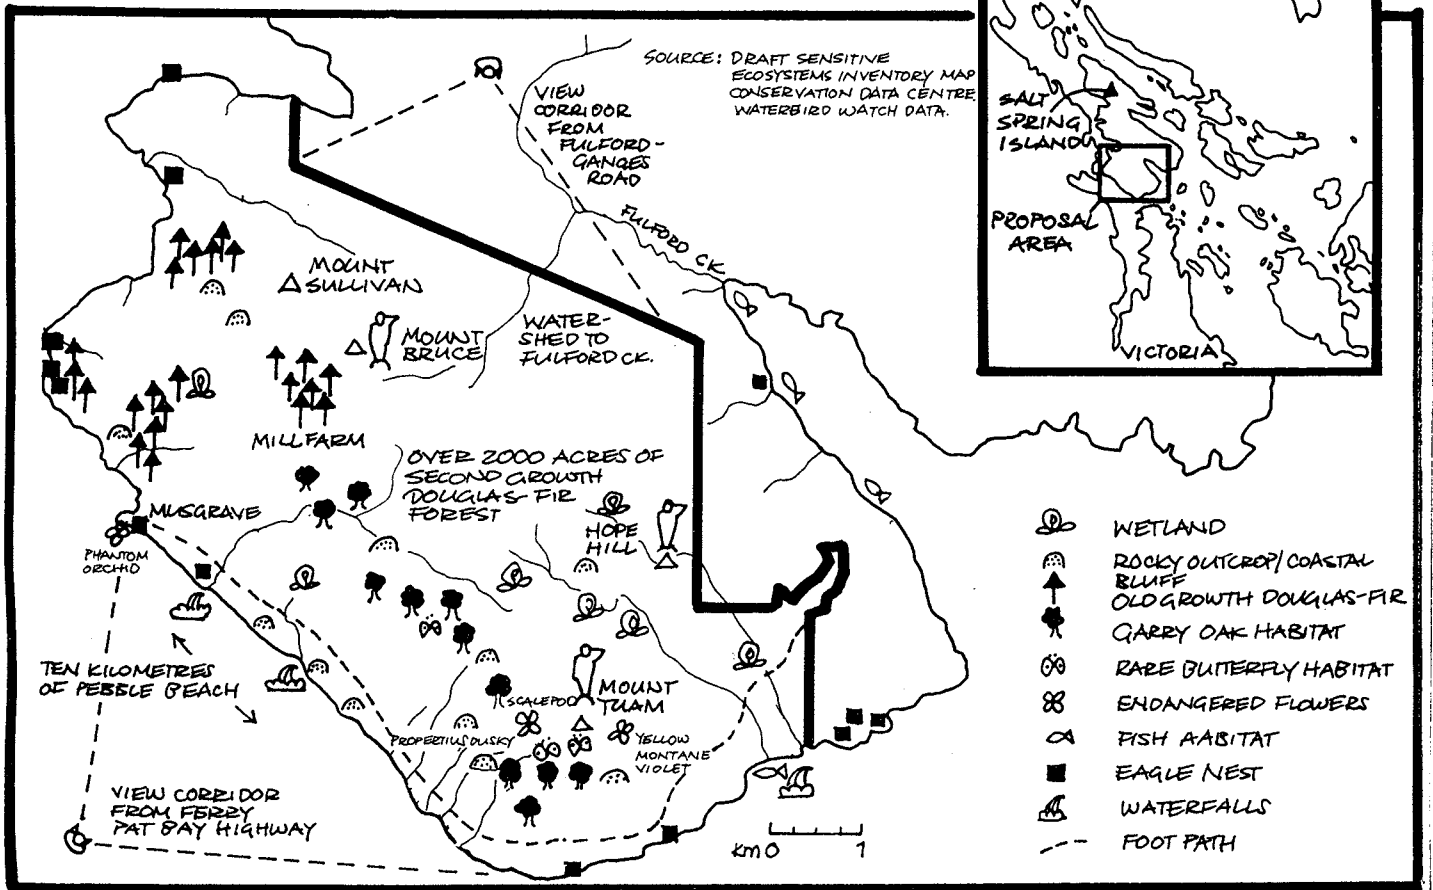 SOURCE: DRAFT SENSITIVE
ECOSYSTEMS INVENTORY MAP
CONSERVATION DATA CENTRE
WATERBIRD WATCH DATA.
VIEW
CORRIDOR
FROM
FULFORD-
GANGES
ROAD
FULFORD CK
SALT
SPRING
ISLAND
PROPOSAL
AREA
VICTORIA
MOUNT
SULLIVAN
MOUNT
BRUCE
WATER-
SHED TO
FULFORD CK.
MILLFARM
OVER 2000 ACRES OF
SECOND GROWTH
DOUGLAS-FIR
FOREST
HOPE
HILL
MUSGRAVE
PHANTOM
ORCHID
TEN KILOMETRES
OF PEBBLE BEACH
SCALEPOD
MOUNT
TUAM
PROPERTIUS DUSKY
YELLOW
MONTANE
VIOLET
VIEW CORRIDOR
FROM FERRY
PAT BAY HIGHWAY
km 0 1
WETLAND
ROCKY OUTCROP/COASTAL
BLUFF
OLD GROWTH DOUGLAS-FIR
GARRY OAK HABITAT
RARE BUTTERFLY HABITAT
ENDANGERED FLOWERS
FISH AABITAT
EAGLE NEST
WATERFALLS
FOOT PATH